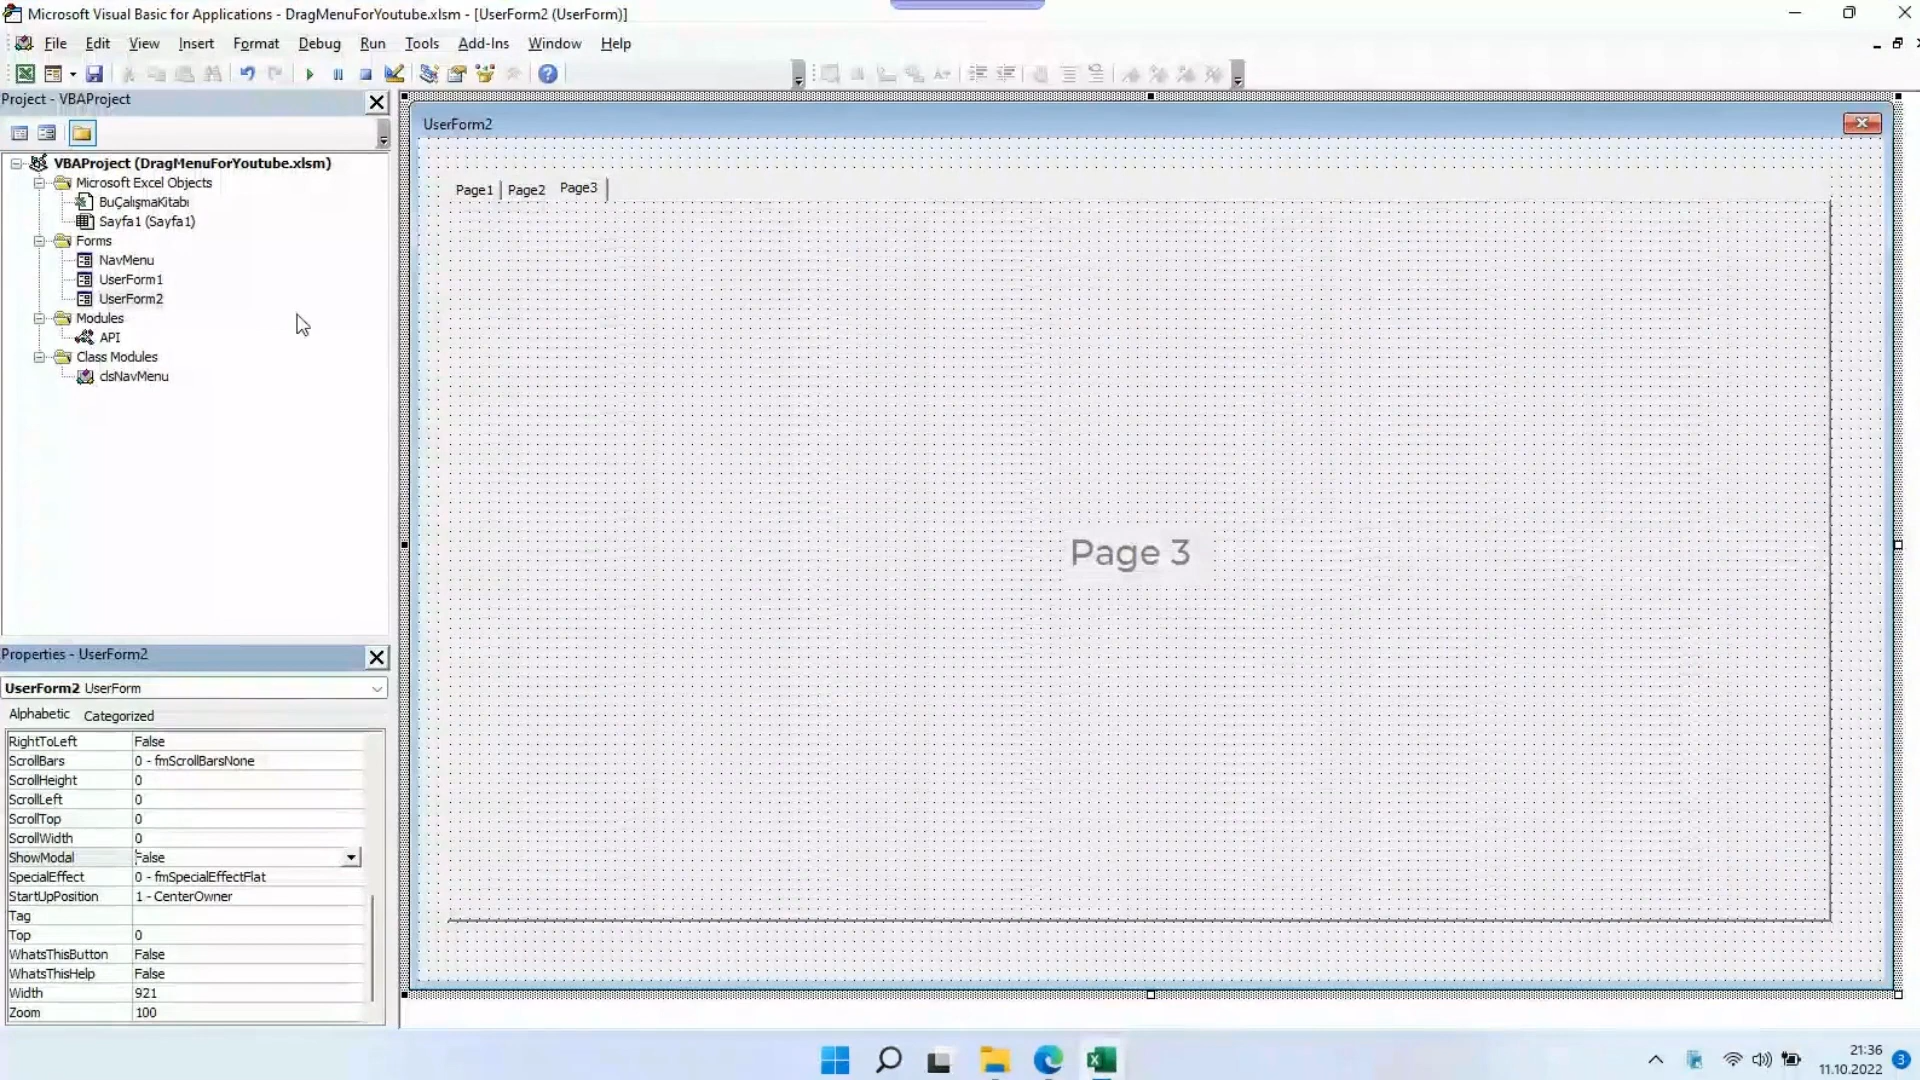 Microsoft Visual Basic for Applications - DragMenuForYoutube.xlsm - [UserForm2 (UserForm)]
File Edit View Insert Format Debug Run Tools Add-Ins Window Help
Project - VBAProject
VBAProject (DragMenuForYoutube.xlsm)
Microsoft Excel Objects
BuÇalışmaKitabı
Sayfa1 (Sayfa1)
Forms
NavMenu
UserForm1
UserForm2
Modules
API
Class Modules
clsNavMenu
UserForm2
Page1 Page2 Page3
Page 3
Properties - UserForm2
UserForm2 UserForm
Alphabetic Categorized
RightToLeft False
ScrollBars 0 - fmScrollBarsNone
ScrollHeight 0
ScrollLeft 0
ScrollTop 0
ScrollWidth 0
ShowModal False
SpecialEffect 0 - fmSpecialEffectFlat
StartUpPosition 1 - CenterOwner
Tag
Top 0
WhatsThisButton False
WhatsThisHelp False
Width 921
Zoom 100
21:36
11.10.2022
3